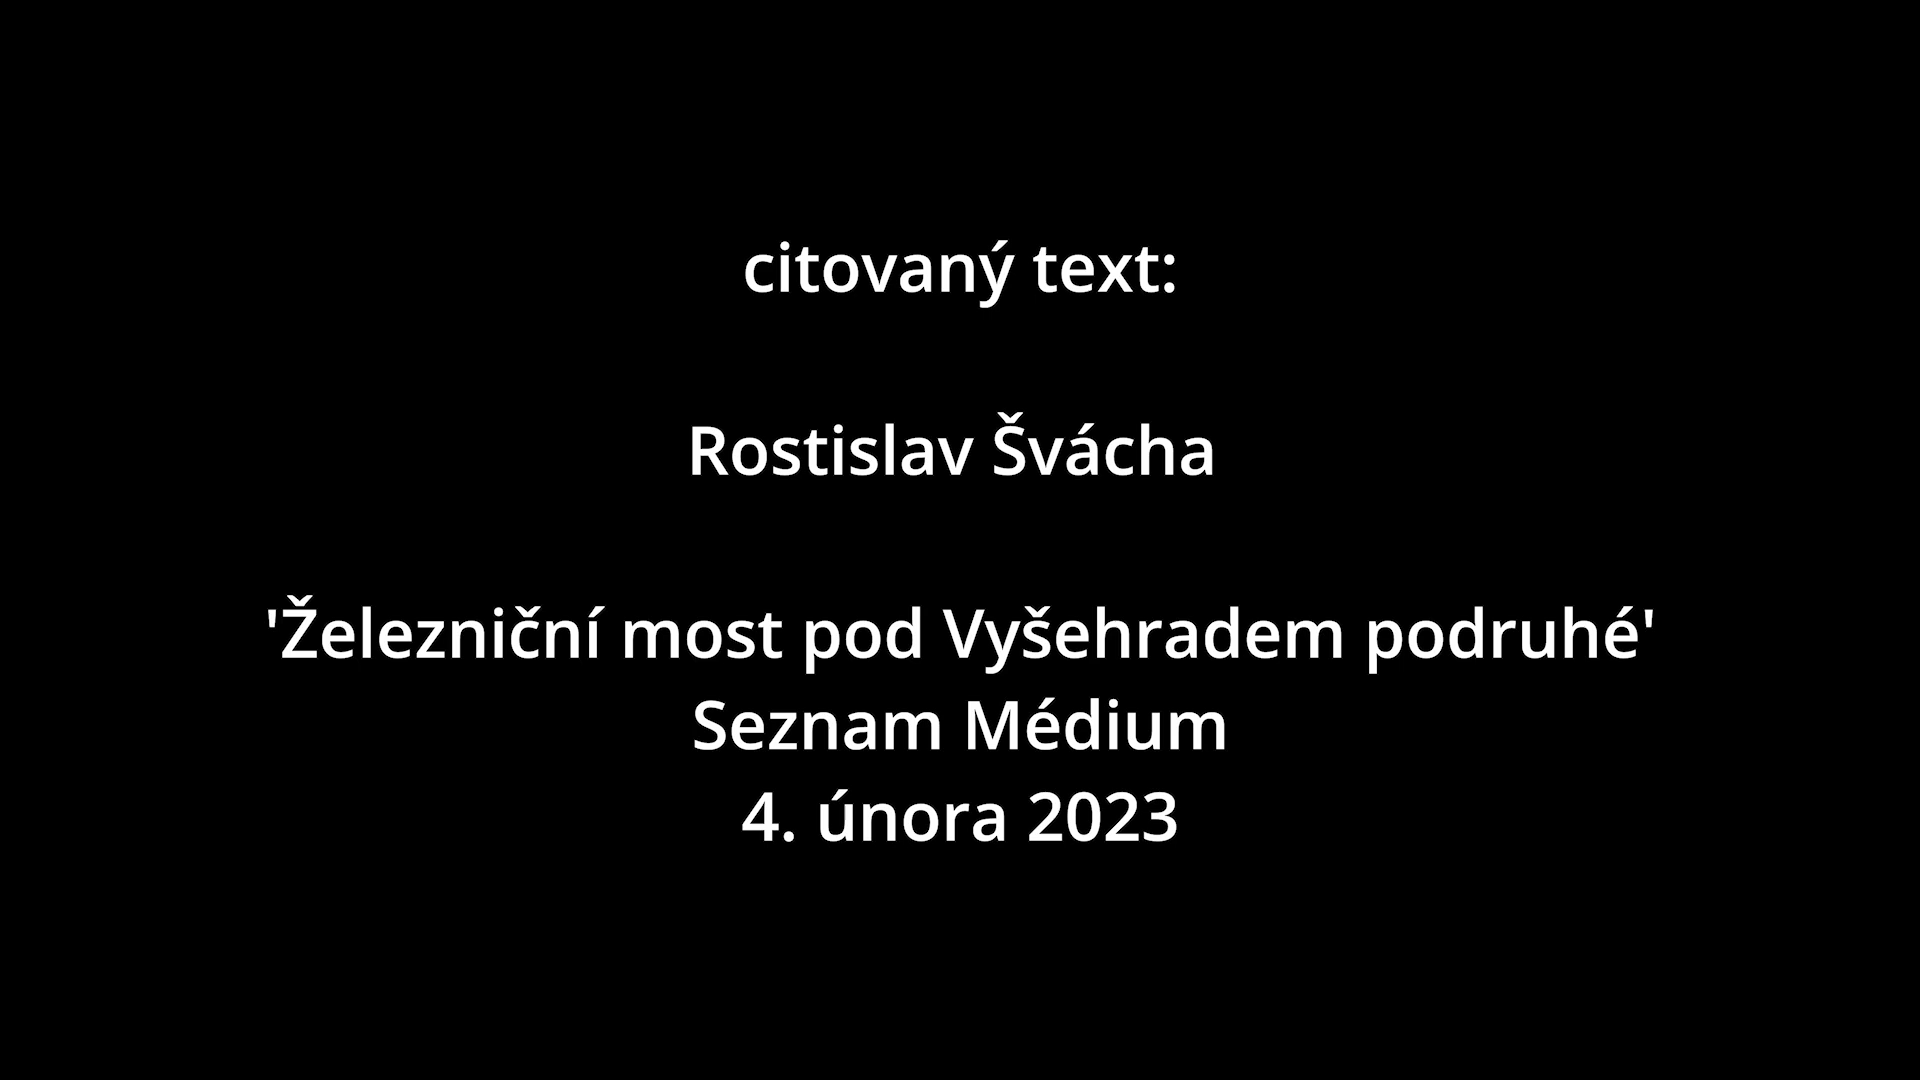 citovaný text:
Rostislav Švácha
'Železniční most pod Vyšehradem podruhé'
Seznam Médium
4. února 2023